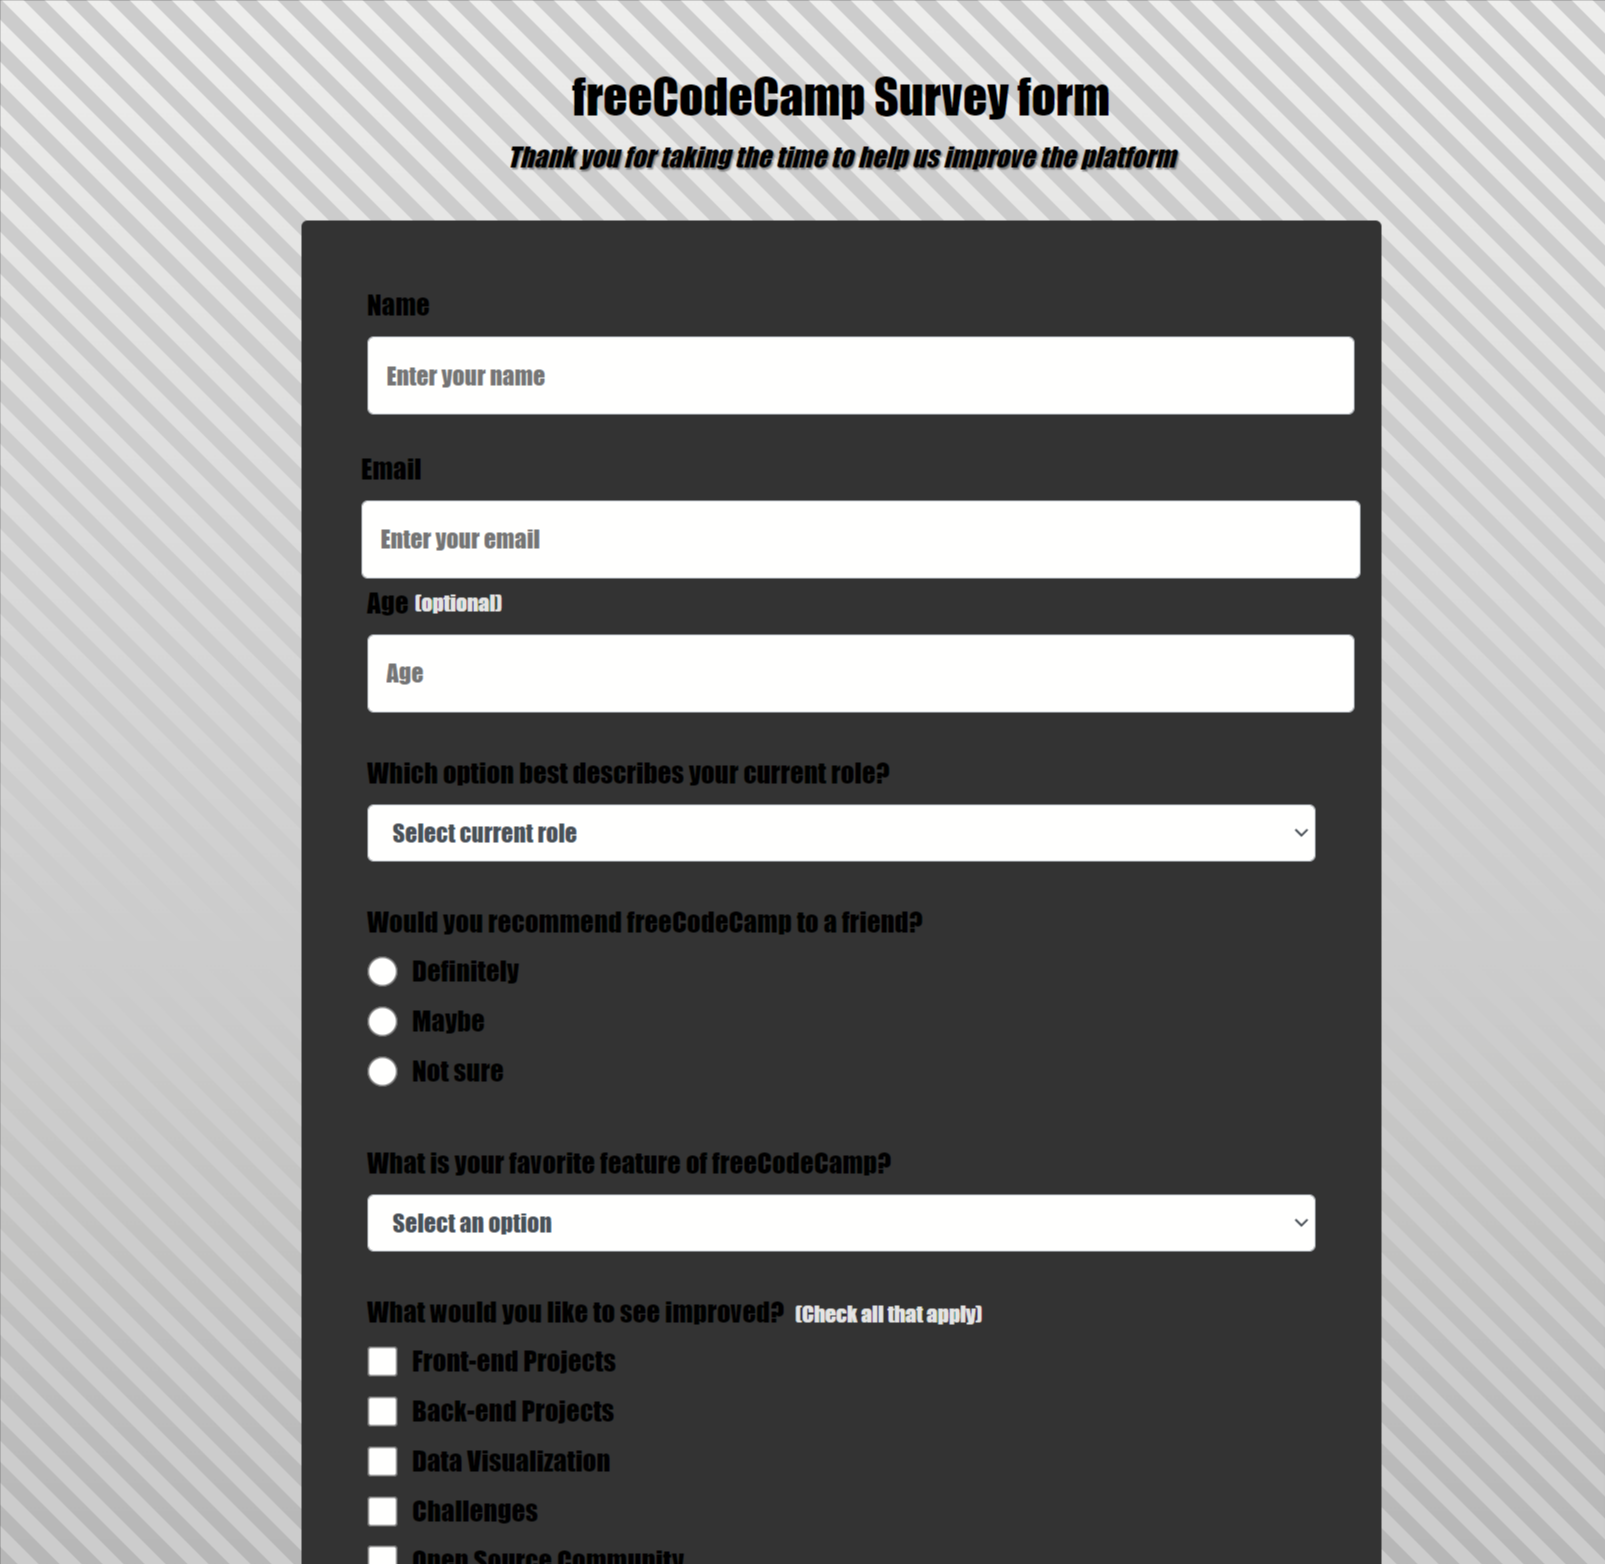 freeCodeCamp Survey form
Thank you for taking the time to help us improve the platform
Name
Enter your name
Email
Enter your email
Age (optional)
Age
Which option best describes your current role?
Select current role
Would you recommend freeCodeCamp to a friend?
Definitely
Maybe
Not sure
What is your favorite feature of freeCodeCamp?
Select an option
What would you like to see improved? (Check all that apply)
Front-end Projects
Back-end Projects
Data Visualization
Challenges
Open Source Community